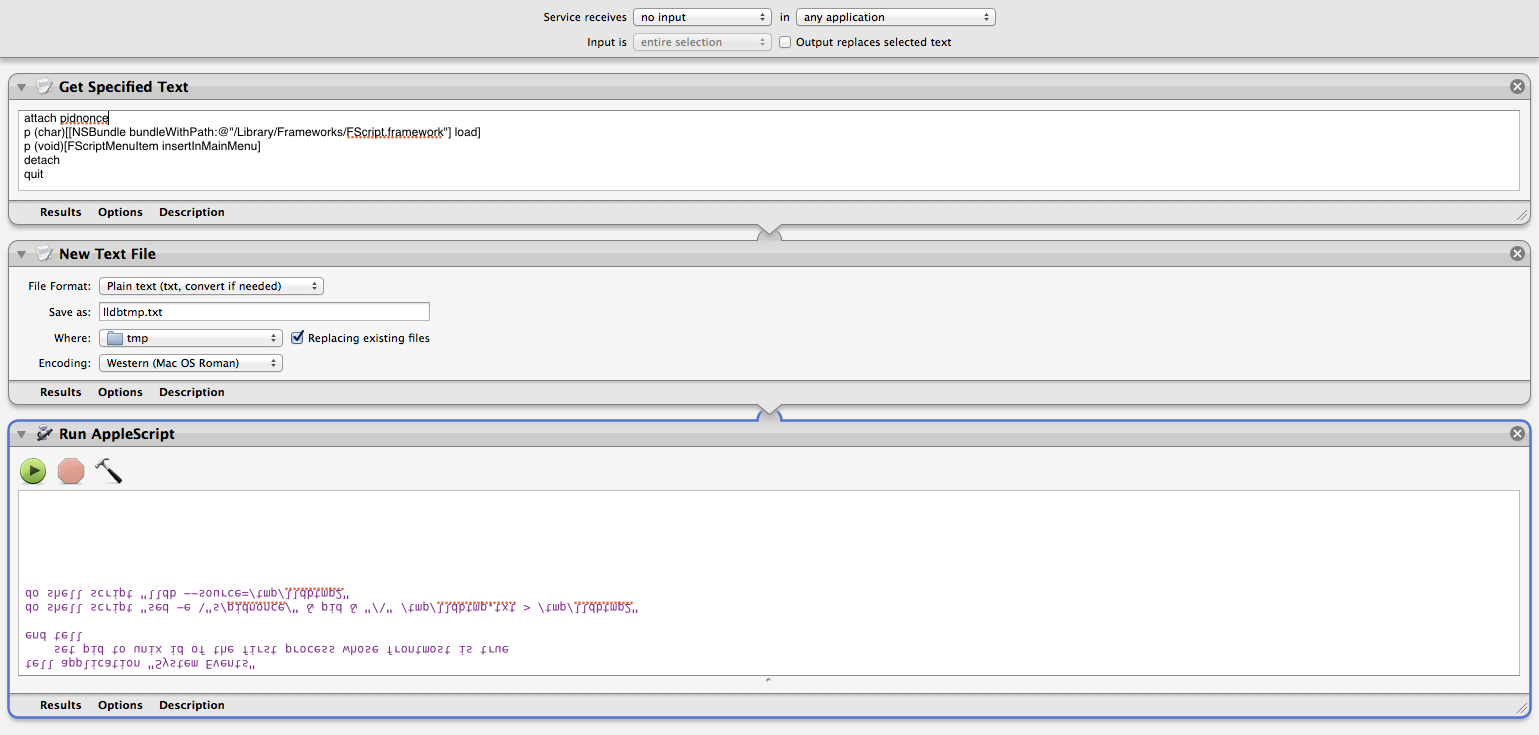 Service receives no input in any application
Input is entire selection Output replaces selected text
Get Specified Text
attach pidnonce
p (char)[[NSBundle bundleWithPath:@"/Library/Frameworks/FScript.framework"] load]
p (void)[FScriptMenuItem insertInMainMenu]
detach
quit
Results Options Description
New Text File
File Format: Plain text (txt, convert if needed)
Save as: lldbtmp.txt
Where: tmp Replacing existing files
Encoding: Western (Mac OS Roman)
Results Options Description
Run AppleScript
tell application "System Events"
set pid to unix id of the first process whose frontmost is true
end tell
do shell script "sed -e \"s/pidnonce/" & pid & "/\" /tmp/lldbtmp.txt > /tmp/lldbtmp2"
do shell script "lldb --source=/tmp/lldbtmp2"
Results Options Description